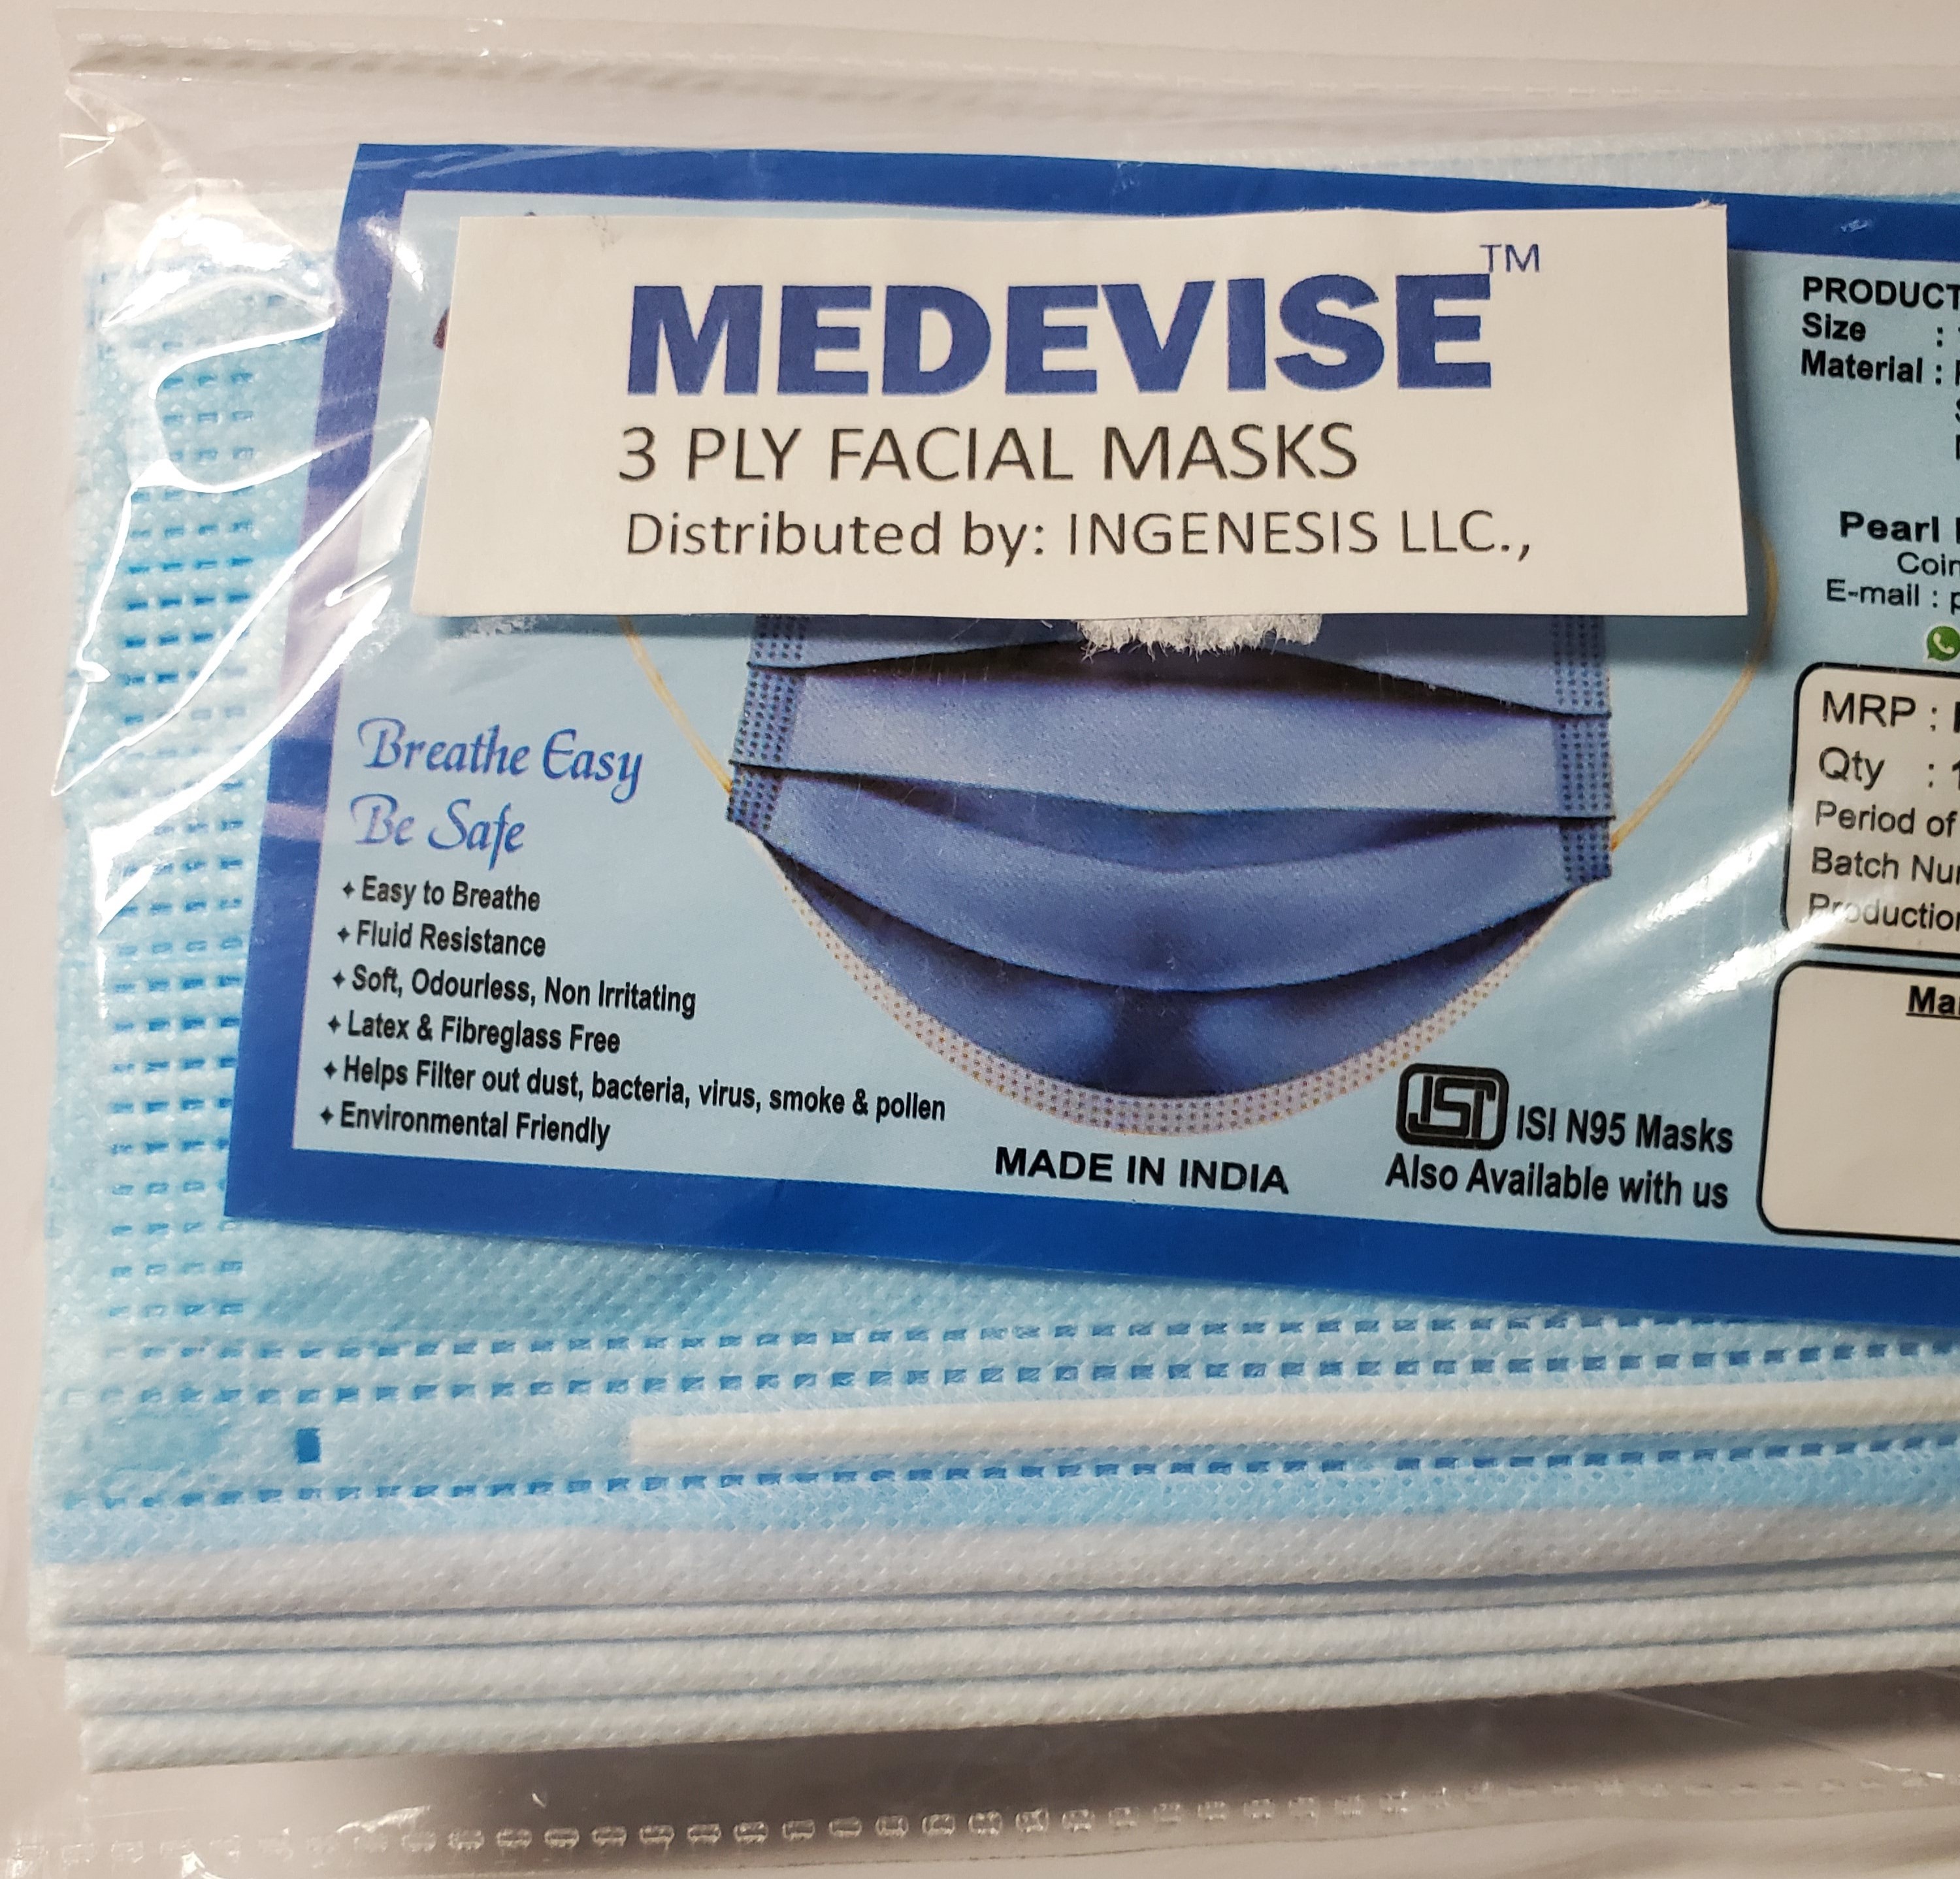 MEDEVISE™
3 PLY FACIAL MASKS
Distributed by: INGENESIS LLC.,
Breathe Easy
Be Safe
Easy to Breathe
Fluid Resistance
Soft, Odourless, Non Irritating
Latex & Fibreglass Free
Helps Filter out dust, bacteria, virus, smoke & pollen
Environmental Friendly
MADE IN INDIA
ISI ISI N95 Masks
Also Available with us
PRODUCT
Size :
Material :
Pearl
E-mail :
MRP :
Qty :
Period of
Batch